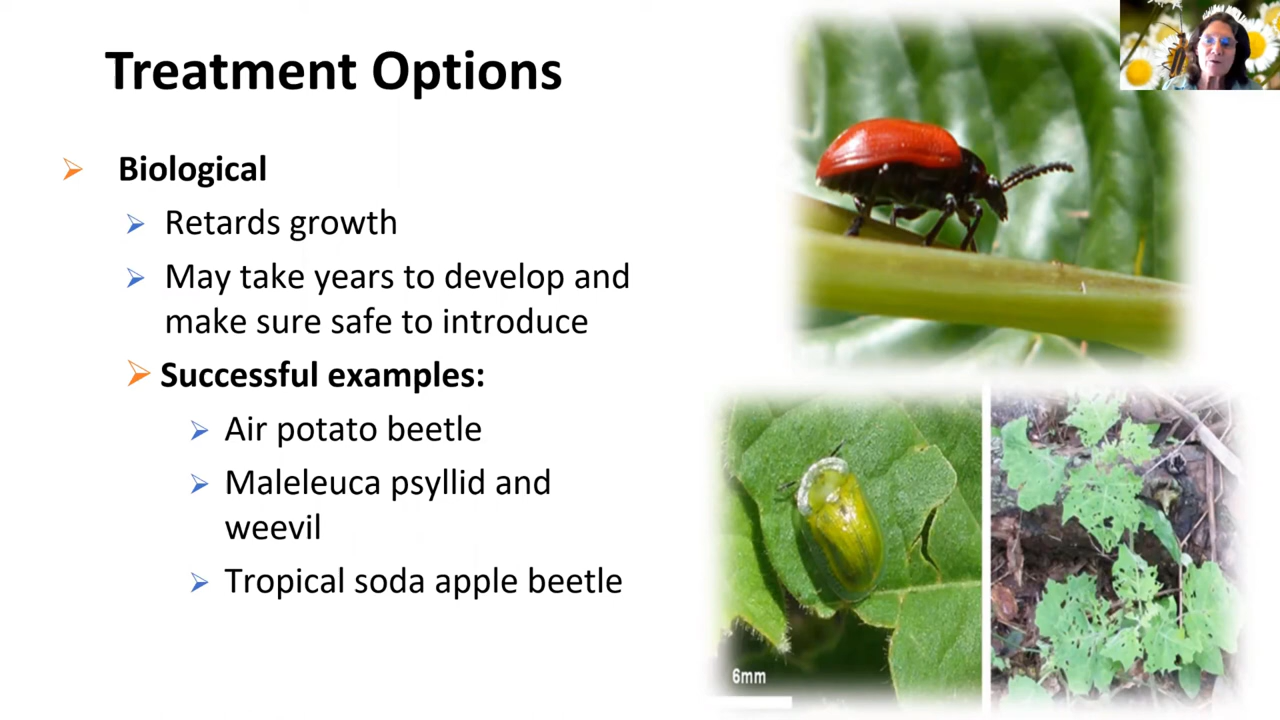 Treatment Options
Biological
Retards growth
May take years to develop and
make sure safe to introduce
Successful examples:
Air potato beetle
Maleleuca psyllid and
weevil
Tropical soda apple beetle
6mm